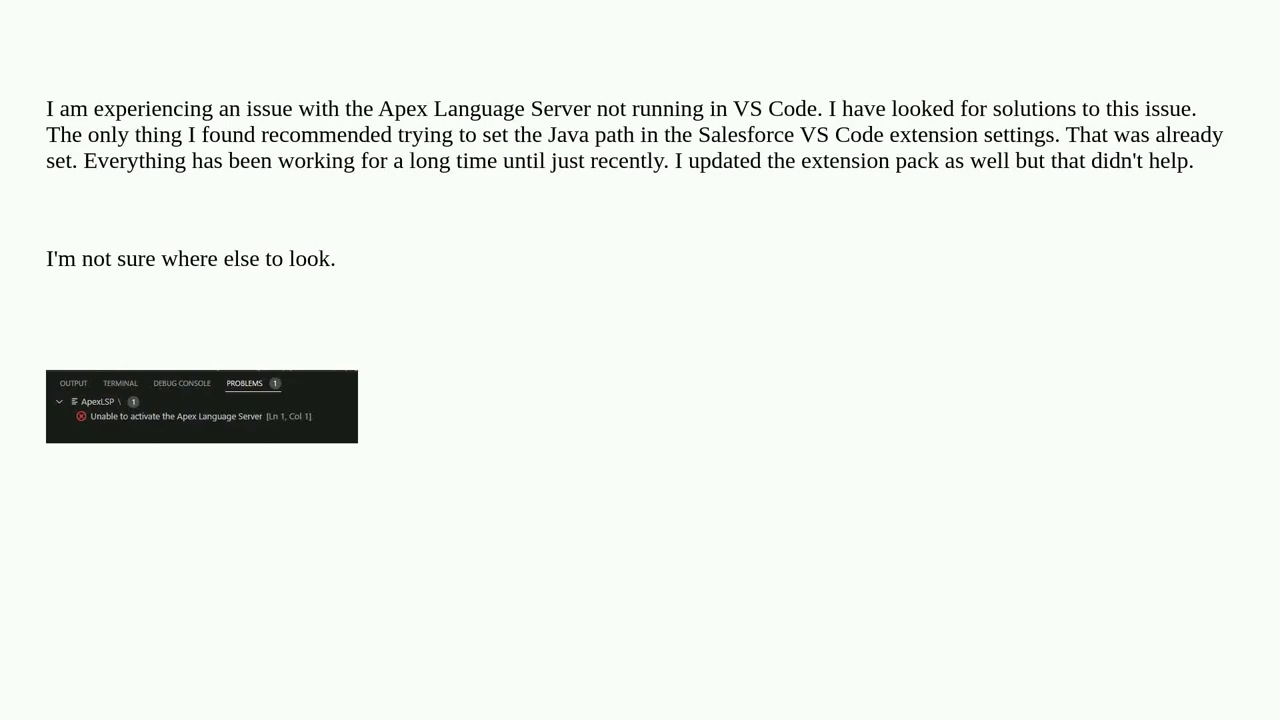 I am experiencing an issue with the Apex Language Server not running in VS Code. I have looked for solutions to this issue.
The only thing I found recommended trying to set the Java path in the Salesforce VS Code extension settings. That was already
set. Everything has been working for a long time until just recently. I updated the extension pack as well but that didn't help.
I'm not sure where else to look.
OUTPUT TERMINAL DEBUG CONSOLE PROBLEMS 1
ApexLSP \ 1
Unable to activate the Apex Language Server [Ln 1, Col 1]